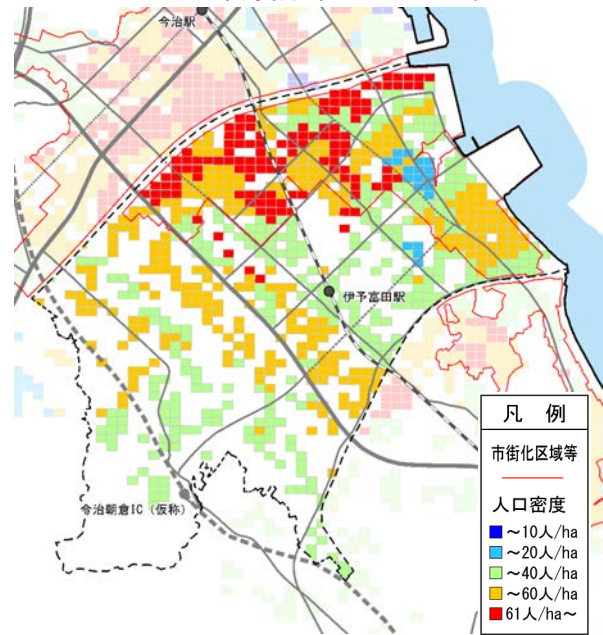 今治駅
伊予富田駅
今治朝倉IC（仮称）
凡 例
市街化区域等
人口密度
～10人/ha
～20人/ha
～40人/ha
～60人/ha
61人/ha～